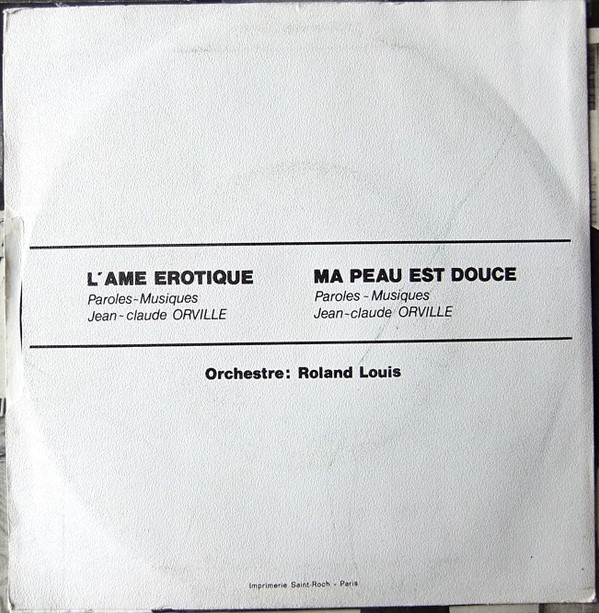 L'AME EROTIQUE
Paroles-Musiques
Jean-claude ORVILLE
MA PEAU EST DOUCE
Paroles - Musiques
Jean-claude ORVILLE
Orchestre: Roland Louis
Imprimerie Saint-Roch - Paris